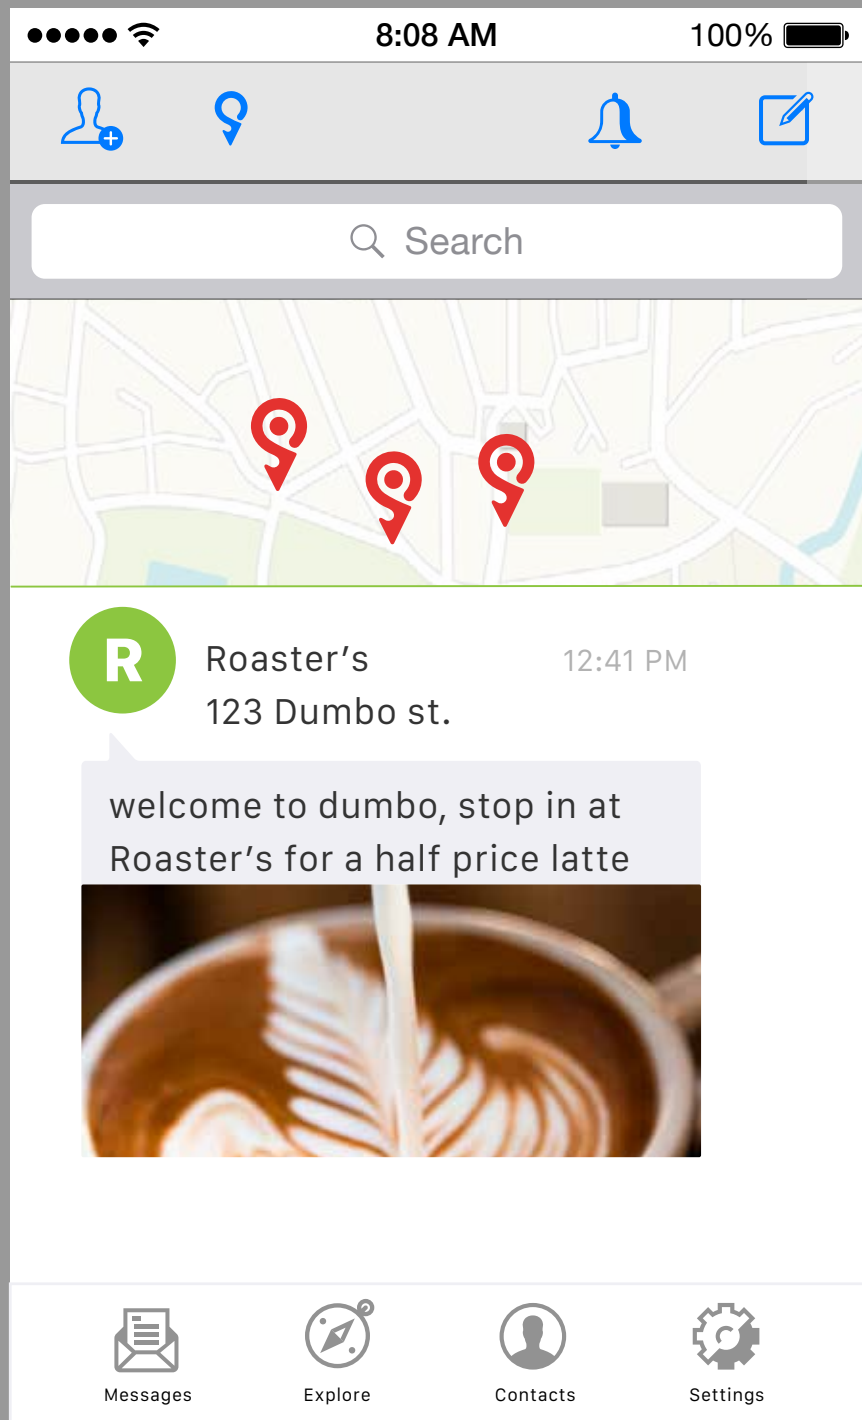 8:08 AM 100%
Search
R
Roaster’s 12:41 PM
123 Dumbo st.
welcome to dumbo, stop in at
Roaster’s for a half price latte
Messages Explore Contacts Settings